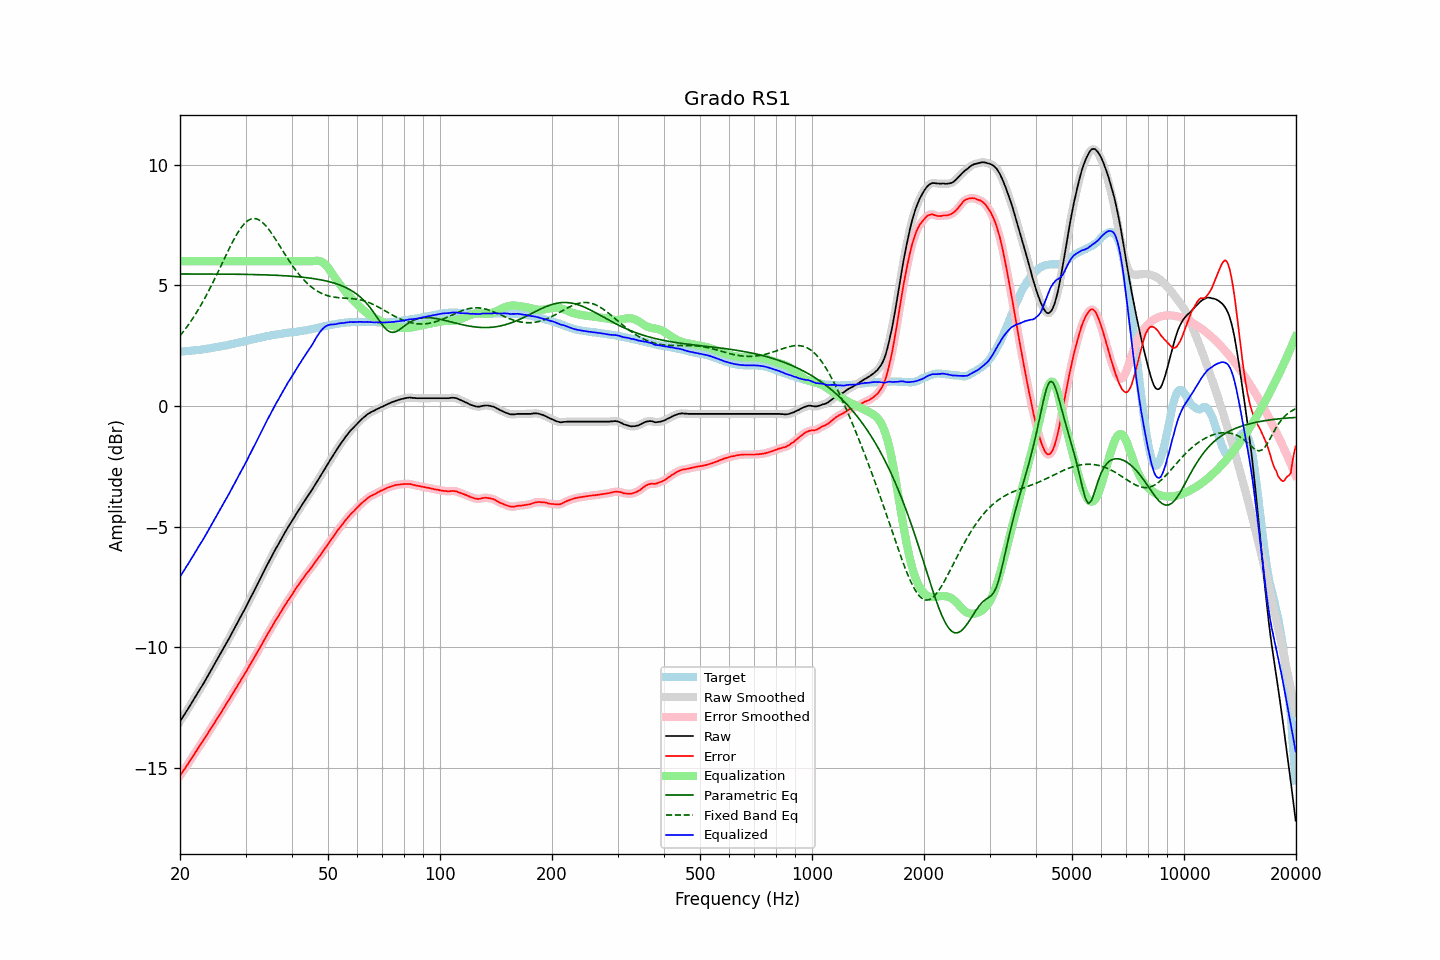 Grado RS1
Amplitude (dBr)
10
5
0
−5
−10
−15
Target
Raw Smoothed
Error Smoothed
Raw
Error
Equalization
Parametric Eq
Fixed Band Eq
Equalized
20 50 100 200 500 1000 2000 5000 10000 20000
Frequency (Hz)